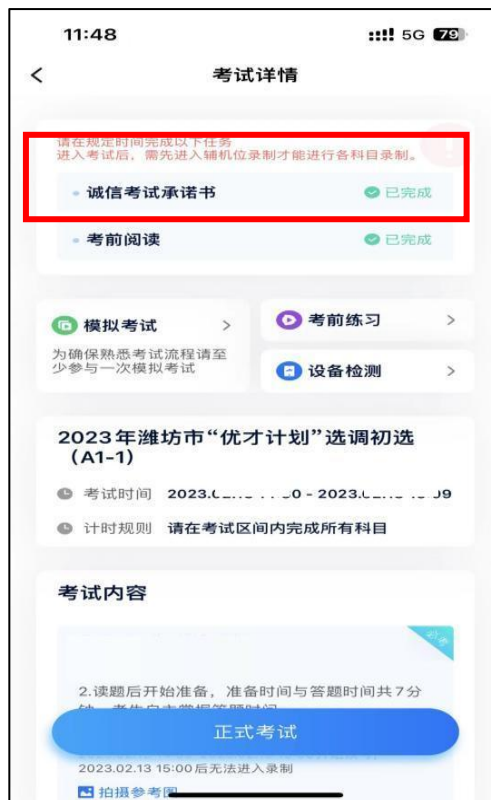 11:48
5G 79
考试详情
请在规定时间完成以下任务
进入考试后，需先进入辅机位录制才能进行各科目录制。
诚信考试承诺书 已完成
考前阅读 已完成
模拟考试
为确保熟悉考试流程请至
少参与一次模拟考试
考前练习
设备检测
2023年潍坊市“优才计划”选调初选
（A1-1）
考试时间 2023. - 2023.
计时规则 请在考试区间内完成所有科目
考试内容
必考
2.读题后开始准备，准备时间与答题时间共7分
正式考试
2023.02.13 15:00后无法进入录制
拍摄参考图